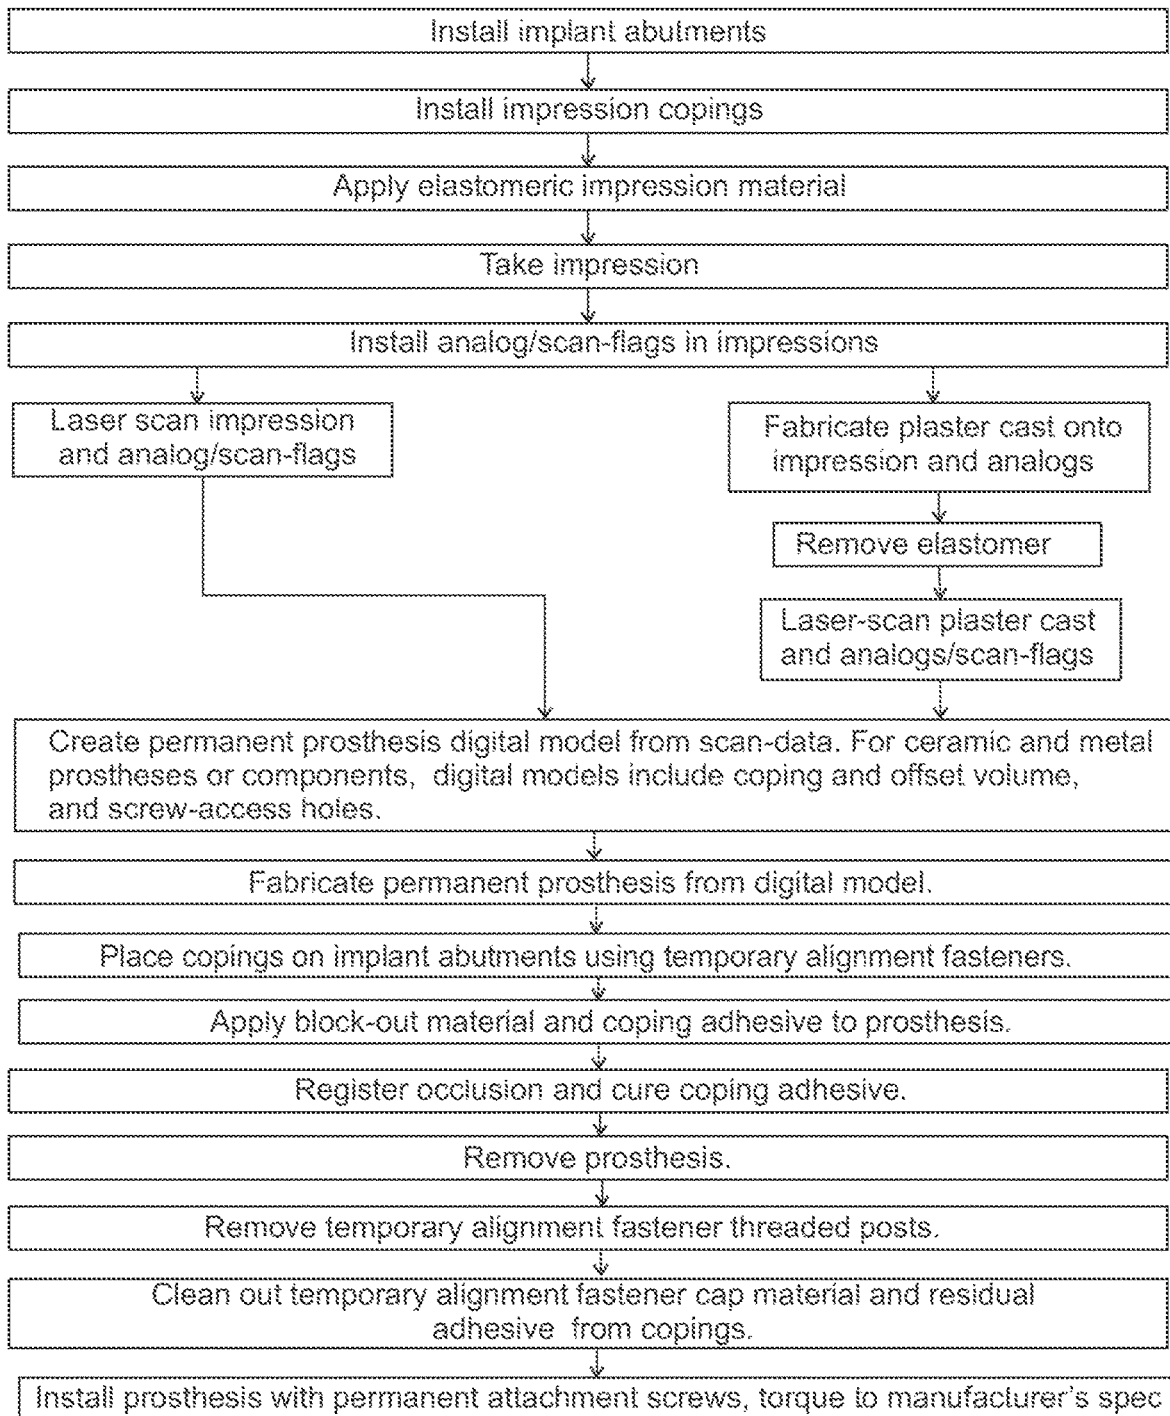 Install implant abutments
Install impression copings
Apply elastomeric impression material
Take impression
Install analog/scan-flags in impressions
Laser scan impression
and analog/scan-flags
Fabricate plaster cast onto
impression and analogs
Remove elastomer
Laser-scan plaster cast
and analogs/scan-flags
Create permanent prosthesis digital model from scan-data. For ceramic and metal
prostheses or components, digital models include coping and offset volume,
and screw-access holes.
Fabricate permanent prosthesis from digital model.
Place copings on implant abutments using temporary alignment fasteners.
Apply block-out material and coping adhesive to prosthesis.
Register occlusion and cure coping adhesive.
Remove prosthesis.
Remove temporary alignment fastener threaded posts.
Clean out temporary alignment fastener cap material and residual
adhesive from copings.
Install prosthesis with permanent attachment screws, torque to manufacturer's spec